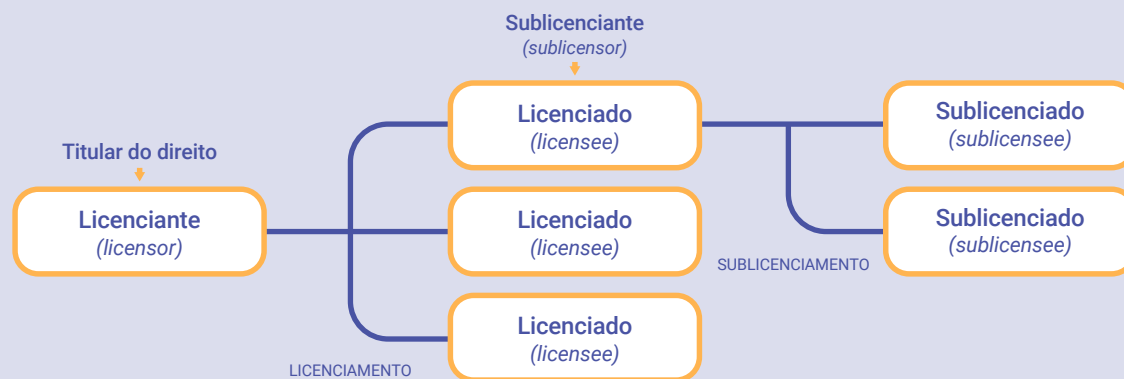 Titular do direito
Licenciante
(licensor)
LICENCIAMENTO
Sublicenciante
(sublicensor)
Licenciado
(licensee)
Licenciado
(licensee)
Licenciado
(licensee)
SUBLICENCIAMENTO
Sublicenciado
(sublicensee)
Sublicenciado
(sublicensee)